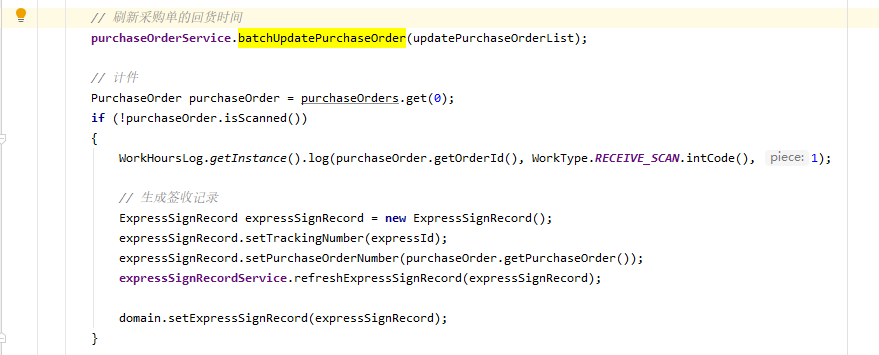 // 刷新采购单的回货时间
purchaseOrderService.batchUpdatePurchaseOrder(updatePurchaseOrderList);
// 计件
PurchaseOrder purchaseOrder = purchaseOrders.get(0);
if (!purchaseOrder.isScanned())
{
WorkHoursLog.getInstance().log(purchaseOrder.getOrderId(), WorkType.RECEIVE_SCAN.intCode(), piece: 1);
// 生成签收记录
ExpressSignRecord expressSignRecord = new ExpressSignRecord();
expressSignRecord.setTrackingNumber(expressId);
expressSignRecord.setPurchaseOrderNumber(purchaseOrder.getPurchaseOrder());
expressSignRecordService.refreshExpressSignRecord(expressSignRecord);
domain.setExpressSignRecord(expressSignRecord);
}